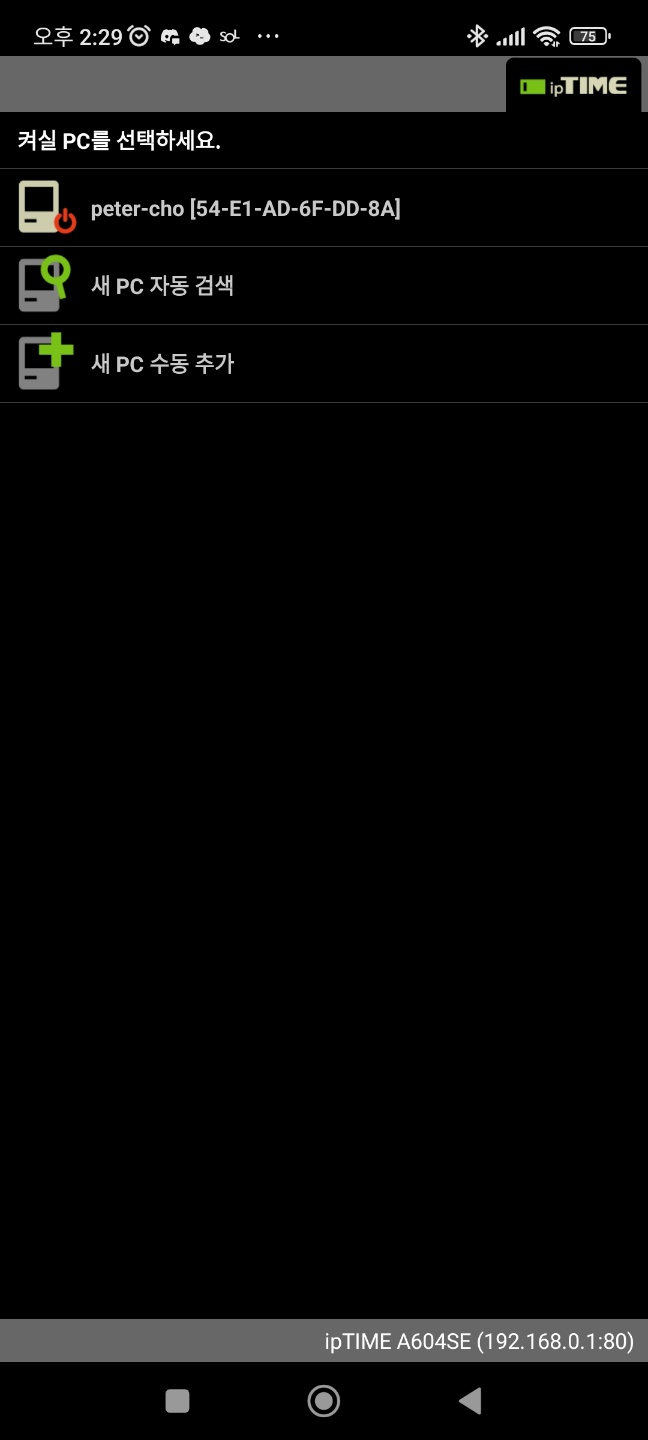 오후 2:29 SOL 75
ipTIME
켜실 PC를 선택하세요.
peter-cho [54-E1-AD-6F-DD-8A]
새 PC 자동 검색
새 PC 수동 추가
ipTIME A604SE (192.168.0.1:80)